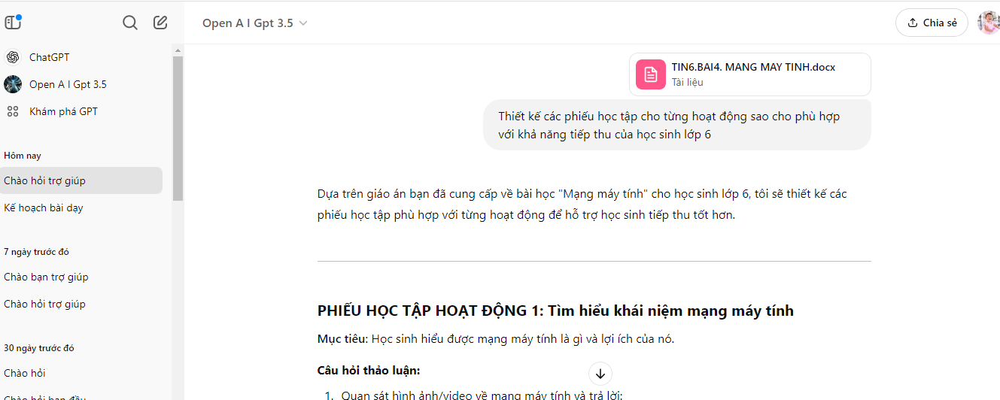 Open A I Gpt 3.5
Chia sẻ
ChatGPT
Open A I Gpt 3.5
Khám phá GPT
Hôm nay
Chào hỏi trợ giúp
Kế hoạch bài dạy
7 ngày trước đó
Chào bạn trợ giúp
Chào hỏi trợ giúp
30 ngày trước đó
Chào hỏi
Chào hỏi ban đầu
TIN6.BAI4. MANG MAY TINH.docx
Tài liệu
Thiết kế các phiếu học tập cho từng hoạt động sao cho phù hợp
với khả năng tiếp thu của học sinh lớp 6
Dựa trên giáo án bạn đã cung cấp về bài học "Mạng máy tính" cho học sinh lớp 6, tôi sẽ thiết kế các
phiếu học tập phù hợp với từng hoạt động để hỗ trợ học sinh tiếp thu tốt hơn.
PHIẾU HỌC TẬP HOẠT ĐỘNG 1: Tìm hiểu khái niệm mạng máy tính
Mục tiêu: Học sinh hiểu được mạng máy tính là gì và lợi ích của nó.
Câu hỏi thảo luận:
1. Quan sát hình ảnh/video về mạng máy tính và trả lời: